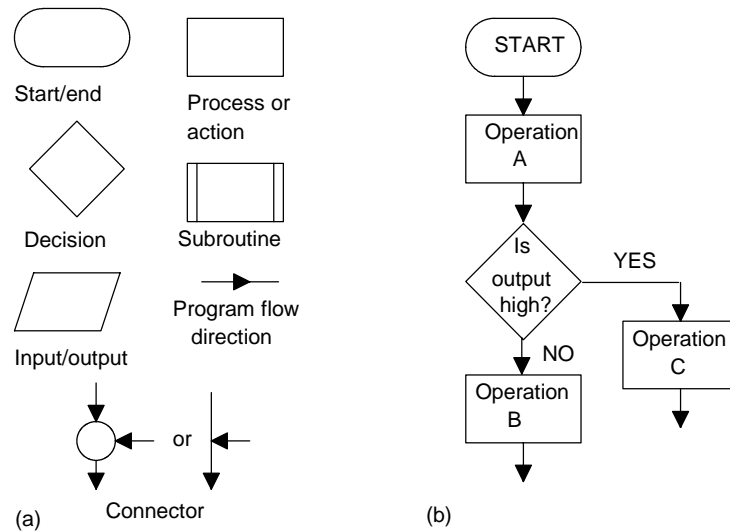 Start/end
Process or
action
Decision
Subroutine
Input/output
Program flow
direction
or
Connector
(a)
START
Operation
A
Is
output
high?
YES
NO
Operation
B
Operation
C
(b)